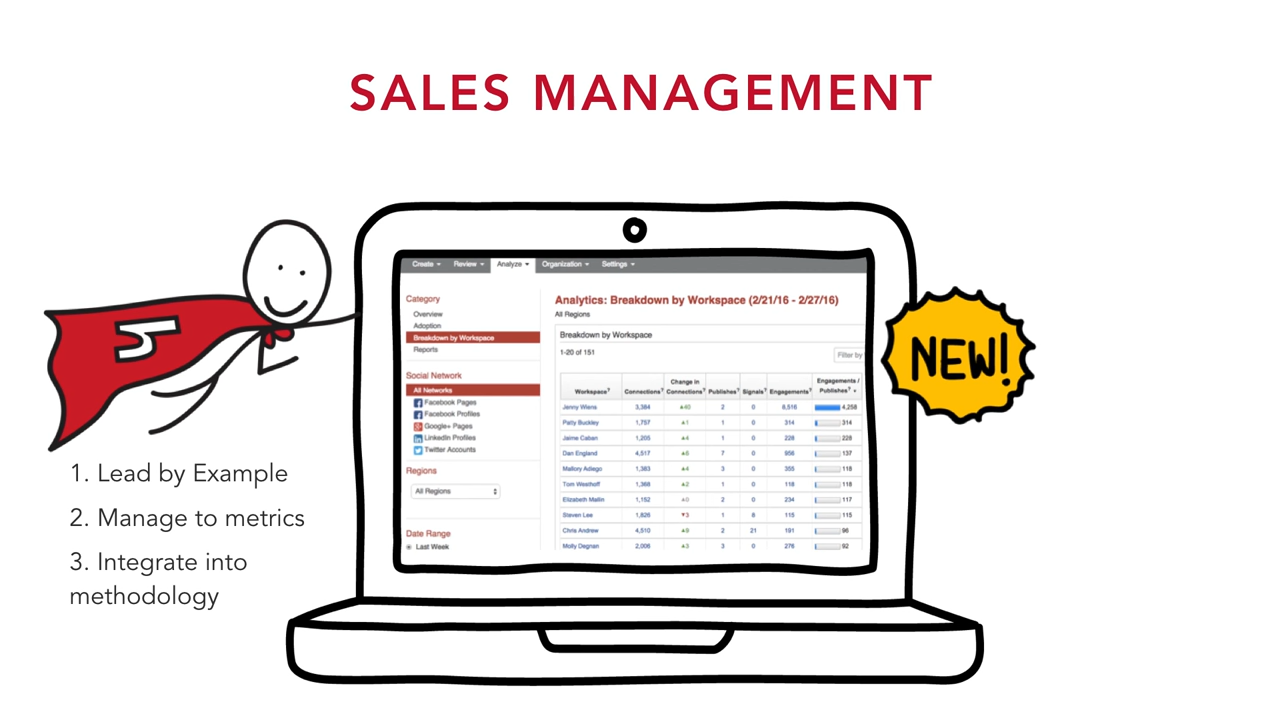 SALES MANAGEMENT
1. Lead by Example
2. Manage to metrics
3. Integrate into
methodology
NEW!
Create Review Analyze Organization Settings
Category
Overview
Adoption
Breakdown by Workspace
Reports
Social Network
All Networks
Facebook Pages
Facebook Profiles
Google+ Pages
LinkedIn Profiles
Twitter Accounts
Regions
All Regions
Date Range
Last Week
Analytics: Breakdown by Workspace (2/21/16 - 2/27/16)
All Regions
Breakdown by Workspace
1-20 of 151
Filter by
Workspace? Connections? Change in Connections? Publishes? Signals? Engagements? Engagements / Publishes?
Jenny Wiens 3,384 ▲40 2 0 8,516 4,258
Patty Buckley 1,757 ▲1 1 0 314 314
Jaime Caban 1,205 ▲4 1 0 228 228
Dan England 4,517 ▲6 7 0 956 137
Mallory Adiego 1,383 ▲4 3 0 355 118
Tom Westhoff 1,368 ▲2 1 0 118 118
Elizabeth Mallin 1,152 ▲0 2 0 234 117
Steven Lee 1,826 ▼3 1 8 115 115
Chris Andrew 4,510 ▲9 2 21 191 96
Molly Degnan 2,006 ▲3 3 0 276 92